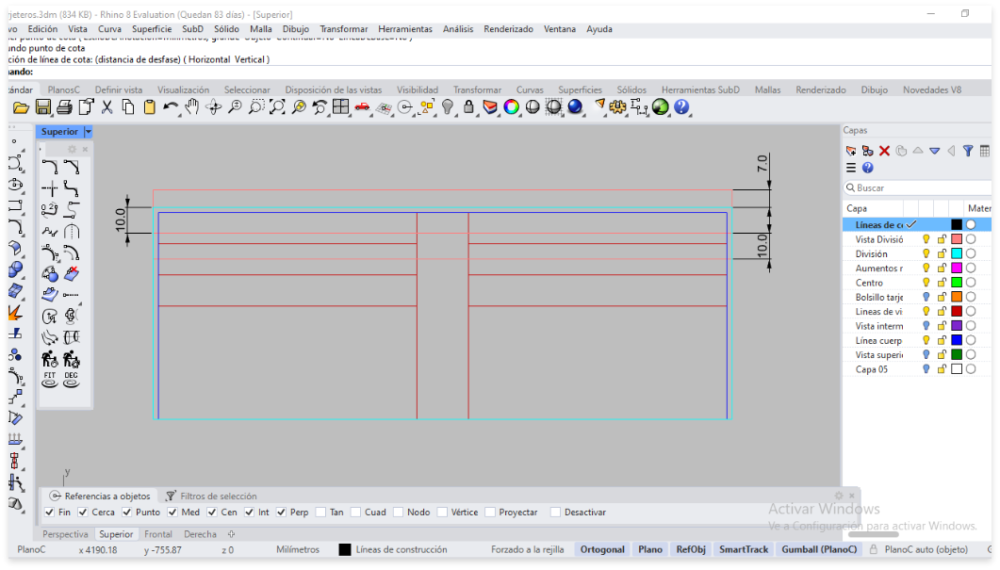 rjeteros.3dm (834 KB) - Rhino 8 Evaluation (Quedan 83 días) - [Superior]
vo Edición Vista Curva Superficie SubD Sólido Malla Dibujo Transformar Herramientas Análisis Renderizado Ventana Ayuda
undo punto de cota
ción de línea de cota: (distancia de desfase) ( Horizontal Vertical )
ando:
ándar PlanosC Definir vista Visualización Seleccionar Disposición de las vistas Visibilidad Transformar Curvas Superficies Sólidos Herramientas SubD Mallas Renderizado Dibujo Novedades V8
Superior
Capas
Buscar
Capa Mater
Líneas de c
Vista Divisió
División
Aumentos r
Centro
Bolsillo tarje
Lineas de vi
Vista interm
Línea cuerp
Vista superi
Capa 05
7.0
10.0
10.0
FIT DEG
y
Referencias a objetos Filtros de selección
Fin Cerca Punto Med Cen Int Perp Tan Cuad Nodo Vértice Proyectar Desactivar
Activar Windows
Ve a Configuración para activar Windows.
Perspectiva Superior Frontal Derecha
PlanoC x 4190.18 y -755.87 z 0 Milímetros Líneas de construcción Forzado a la rejilla Ortogonal Plano RefObj SmartTrack Gumball (PlanoC) PlanoC auto (objeto)